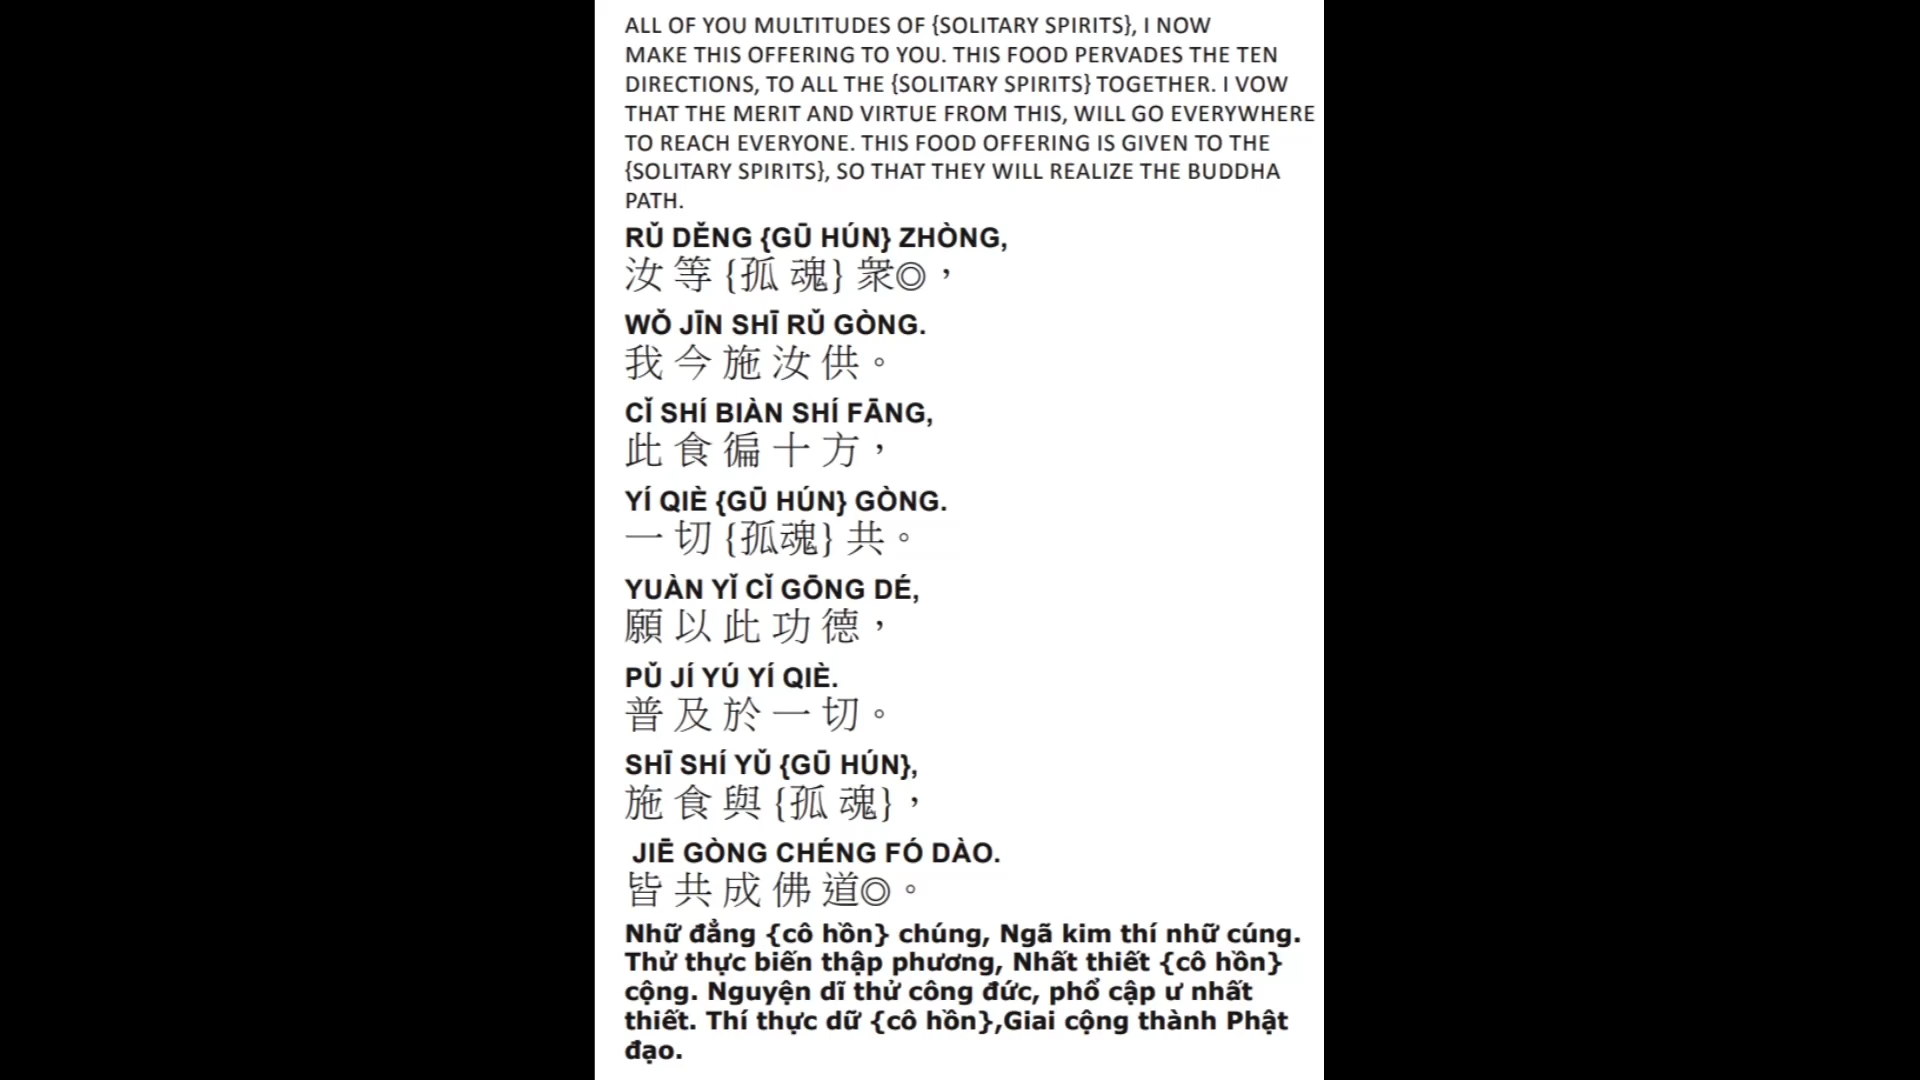 ALL OF YOU MULTITUDES OF {SOLITARY SPIRITS}, I NOW
MAKE THIS OFFERING TO YOU. THIS FOOD PERVADES THE TEN
DIRECTIONS, TO ALL THE {SOLITARY SPIRITS} TOGETHER. I VOW
THAT THE MERIT AND VIRTUE FROM THIS, WILL GO EVERYWHERE
TO REACH EVERYONE. THIS FOOD OFFERING IS GIVEN TO THE
{SOLITARY SPIRITS}, SO THAT THEY WILL REALIZE THE BUDDHA
PATH.
RǓ DĚNG {GŪ HÚN} ZHÒNG,
汝 等 {孤 魂} 衆◎，
WǑ JĪN SHĪ RǓ GÒNG.
我 今 施 汝 供。
CǏ SHÍ BIÀN SHÍ FĀNG,
此 食 徧 十 方，
YÍ QIÈ {GŪ HÚN} GÒNG.
一 切 {孤魂} 共。
YUÀN YǏ CǏ GŌNG DÉ,
願 以 此 功 德，
PǓ JÍ YÚ YÍ QIÈ.
普 及 於 一 切。
SHĪ SHÍ YǓ {GŪ HÚN},
施 食 與 {孤 魂}，
JIĒ GÒNG CHÉNG FÓ DÀO.
皆 共 成 佛 道◎。
Nhữ đẳng {cô hồn} chúng, Ngã kim thí nhữ cúng.
Thử thực biến thập phương, Nhất thiết {cô hồn}
cộng. Nguyện dĩ thử công đức, phổ cập ư nhất
thiết. Thí thực dữ {cô hồn},Giai cộng thành Phật
đạo.